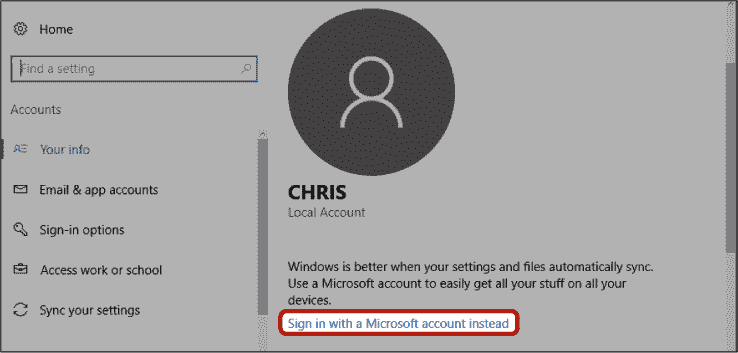 Home
Find a setting
Accounts
Your info
Email & app accounts
Sign-in options
Access work or school
Sync your settings
CHRIS
Local Account
Windows is better when your settings and files automatically sync.
Use a Microsoft account to easily get all your stuff on all your
devices.
Sign in with a Microsoft account instead